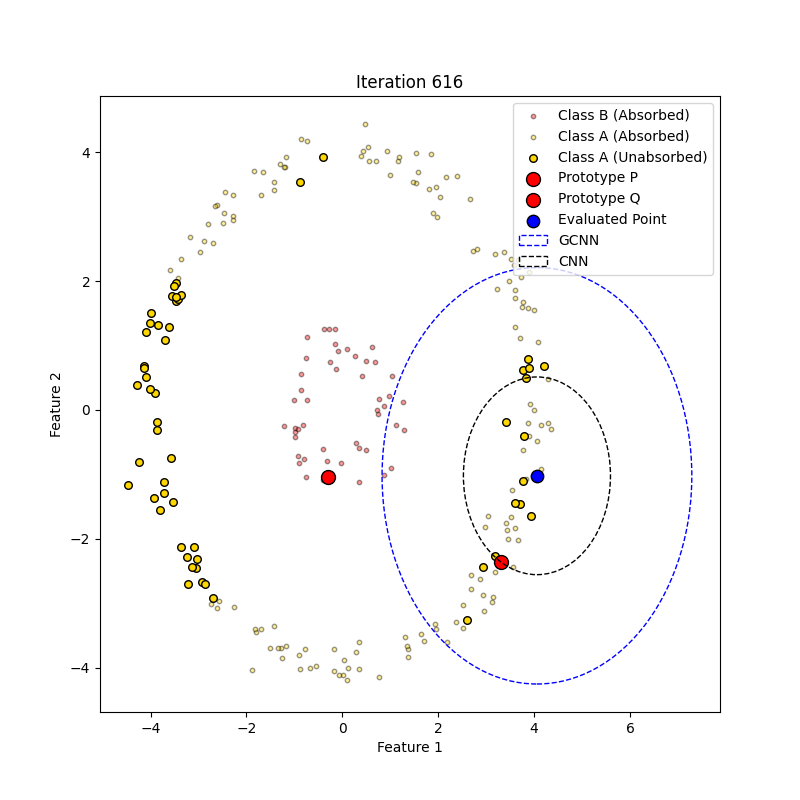 Iteration 616
Class B (Absorbed)
Class A (Absorbed)
Class A (Unabsorbed)
Prototype P
Prototype Q
Evaluated Point
GCNN
CNN
4
2
0
−2
−4
Feature 2
−4
−2
0
2
4
6
Feature 1